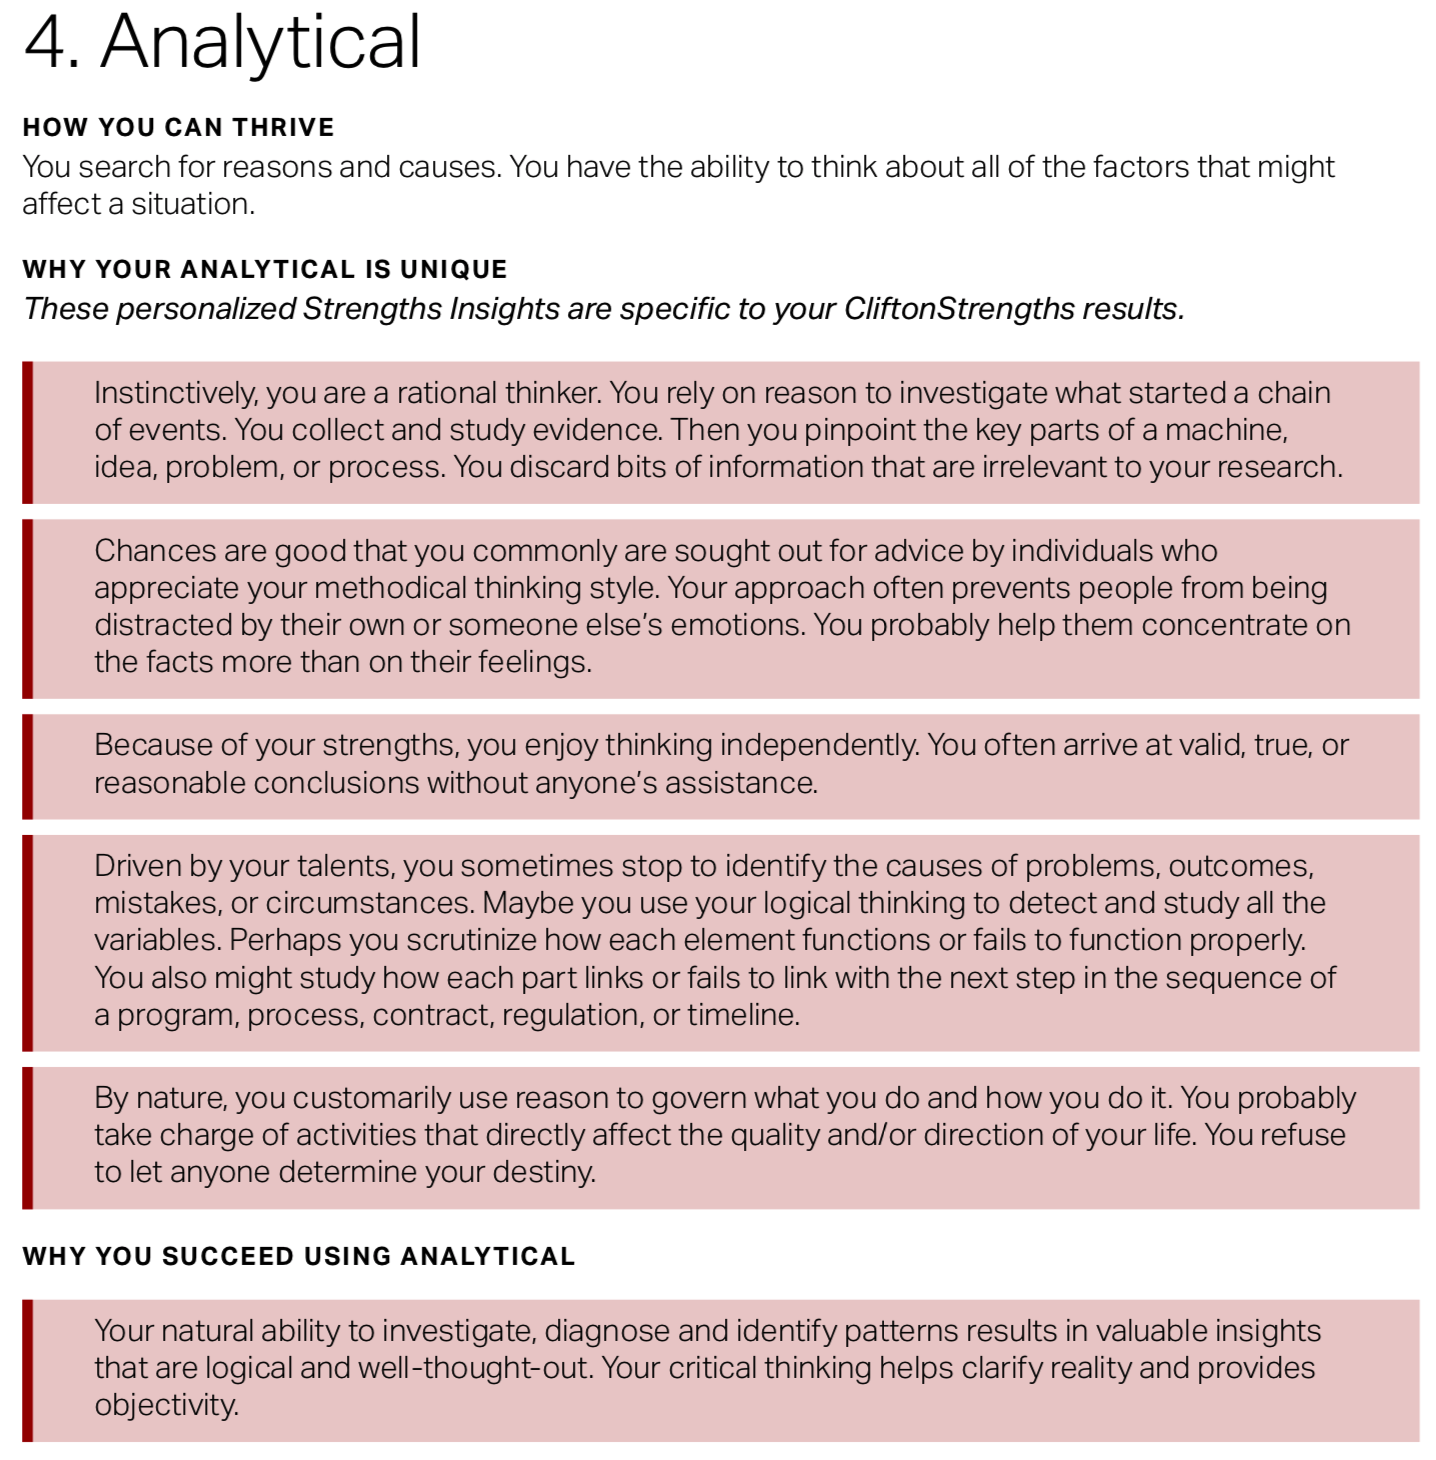 4. Analytical
HOW YOU CAN THRIVE
You search for reasons and causes. You have the ability to think about all of the factors that might
affect a situation.
WHY YOUR ANALYTICAL IS UNIQUE
These personalized Strengths Insights are specific to your CliftonStrengths results.
Instinctively, you are a rational thinker. You rely on reason to investigate what started a chain
of events. You collect and study evidence. Then you pinpoint the key parts of a machine,
idea, problem, or process. You discard bits of information that are irrelevant to your research.
Chances are good that you commonly are sought out for advice by individuals who
appreciate your methodical thinking style. Your approach often prevents people from being
distracted by their own or someone else's emotions. You probably help them concentrate on
the facts more than on their feelings.
Because of your strengths, you enjoy thinking independently. You often arrive at valid, true, or
reasonable conclusions without anyone's assistance.
Driven by your talents, you sometimes stop to identify the causes of problems, outcomes,
mistakes, or circumstances. Maybe you use your logical thinking to detect and study all the
variables. Perhaps you scrutinize how each element functions or fails to function properly.
You also might study how each part links or fails to link with the next step in the sequence of
a program, process, contract, regulation, or timeline.
By nature, you customarily use reason to govern what you do and how you do it. You probably
take charge of activities that directly affect the quality and/or direction of your life. You refuse
to let anyone determine your destiny.
WHY YOU SUCCEED USING ANALYTICAL
Your natural ability to investigate, diagnose and identify patterns results in valuable insights
that are logical and well-thought-out. Your critical thinking helps clarify reality and provides
objectivity.